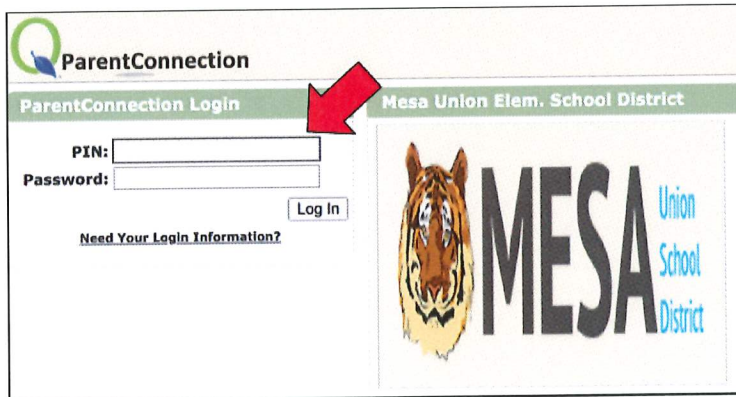 Q ParentConnection
ParentConnection Login
PIN:
Password:
Log In
Need Your Login Information?
Mesa Union Elem. School District
MESA
Union
School
District